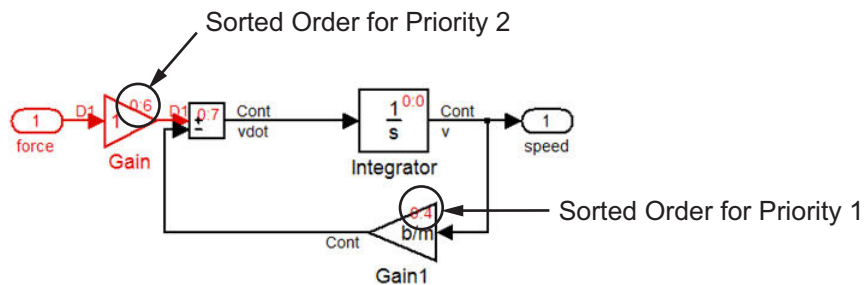 Sorted Order for Priority 2
D1 0:6 D1 0:7 Cont 0:0 Cont
1 1 + - vdot 1/s v 1
force Gain Integrator speed
0:4 Sorted Order for Priority 1
b/m
Cont
Gain1